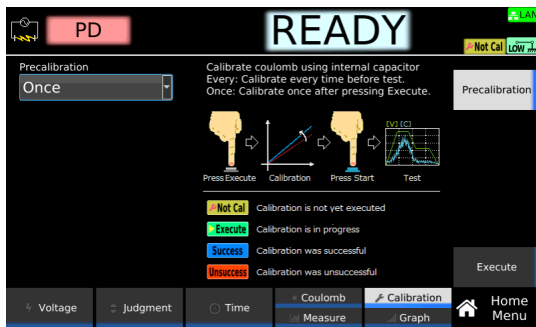 PD
READY
LAN
Not Cal
LOW
Precalibration
Once
Calibrate coulomb using internal capacitor
Every: Calibrate every time before test.
Once: Calibrate once after pressing Execute.
Precalibration
[V] [C]
Press Execute
Calibration
Press Start
Test
Not Cal
Calibration is not yet executed
Execute
Calibration is in progress
Success
Calibration was successful
Unsuccess
Calibration was unsuccessful
Execute
Voltage
Judgment
Time
Coulomb
Calibration
Measure
Graph
Home
Menu